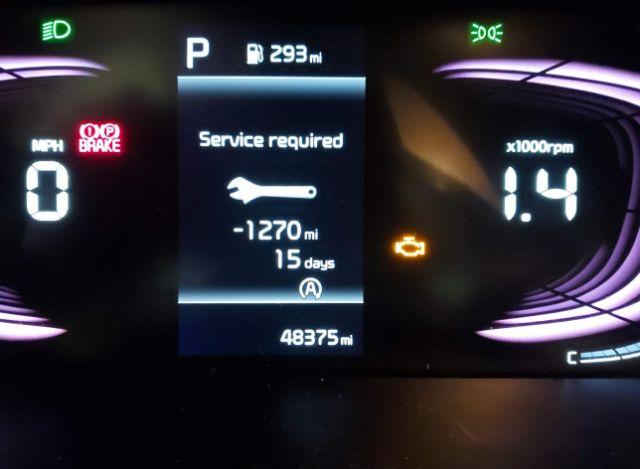 P 293 mi
Service required
MPH BRAKE x1000rpm
0 1.4
-1270 mi
15 days
A
48375 mi
C